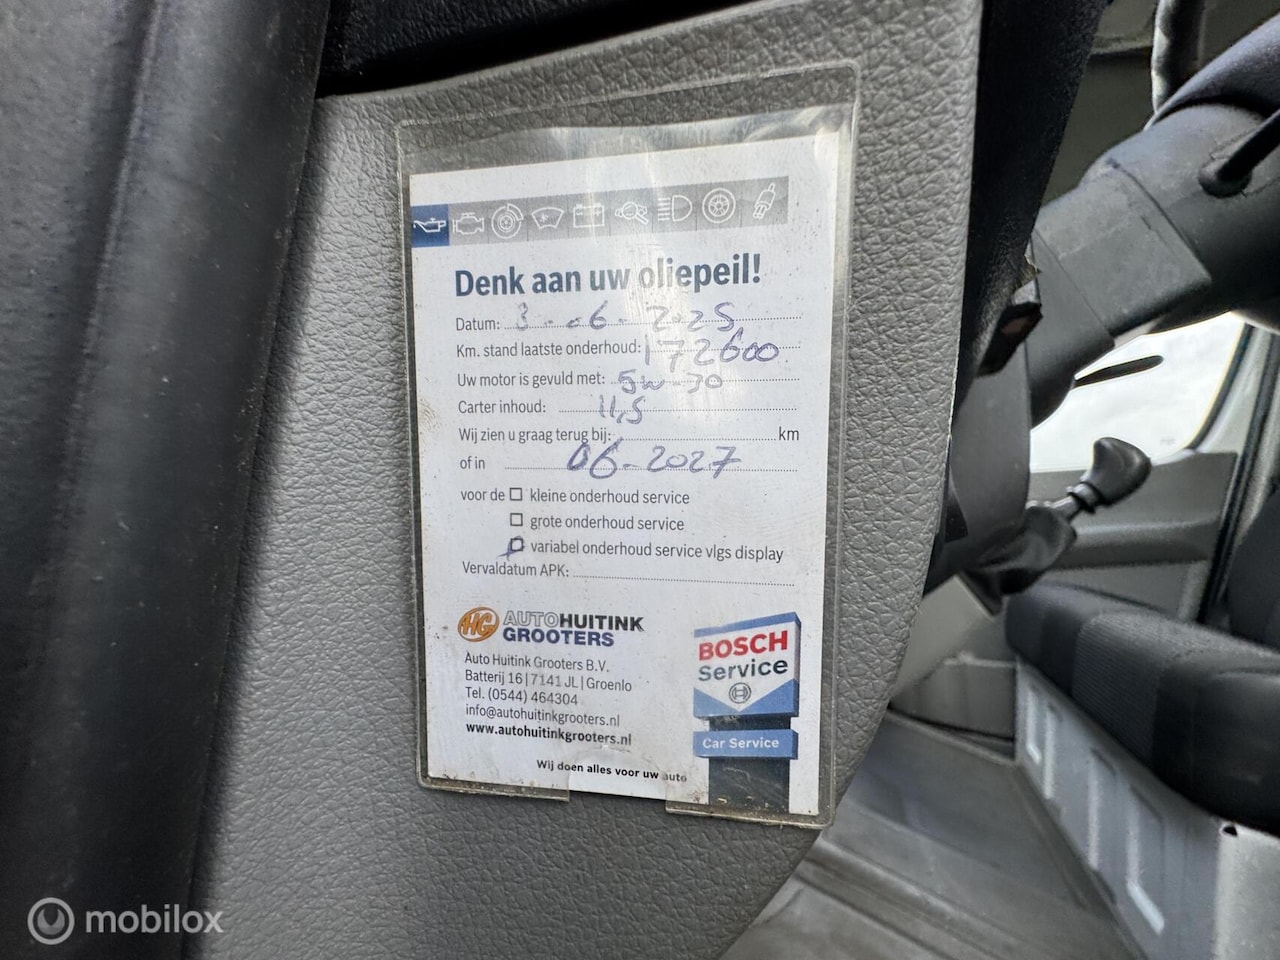 Denk aan uw oliepeil!
Datum: 3-06-2025
Km. stand laatste onderhoud: 172600
Uw motor is gevuld met: 5W-30
Carter inhoud: 11,5
Wij zien u graag terug bij: km
of in 06-2027
voor de kleine onderhoud service
grote onderhoud service
variabel onderhoud service vlgs display
Vervaldatum APK:
HG AUTOHUITINK
GROOTERS
Auto Huitink Grooters B.V.
Batterij 16 | 7141 JL | Groenlo
Tel. (0544) 464304
info@autohuitinkgrooters.nl
www.autohuitinkgrooters.nl
BOSCH
Service
Car Service
Wij doen alles voor uw auto
mobilox